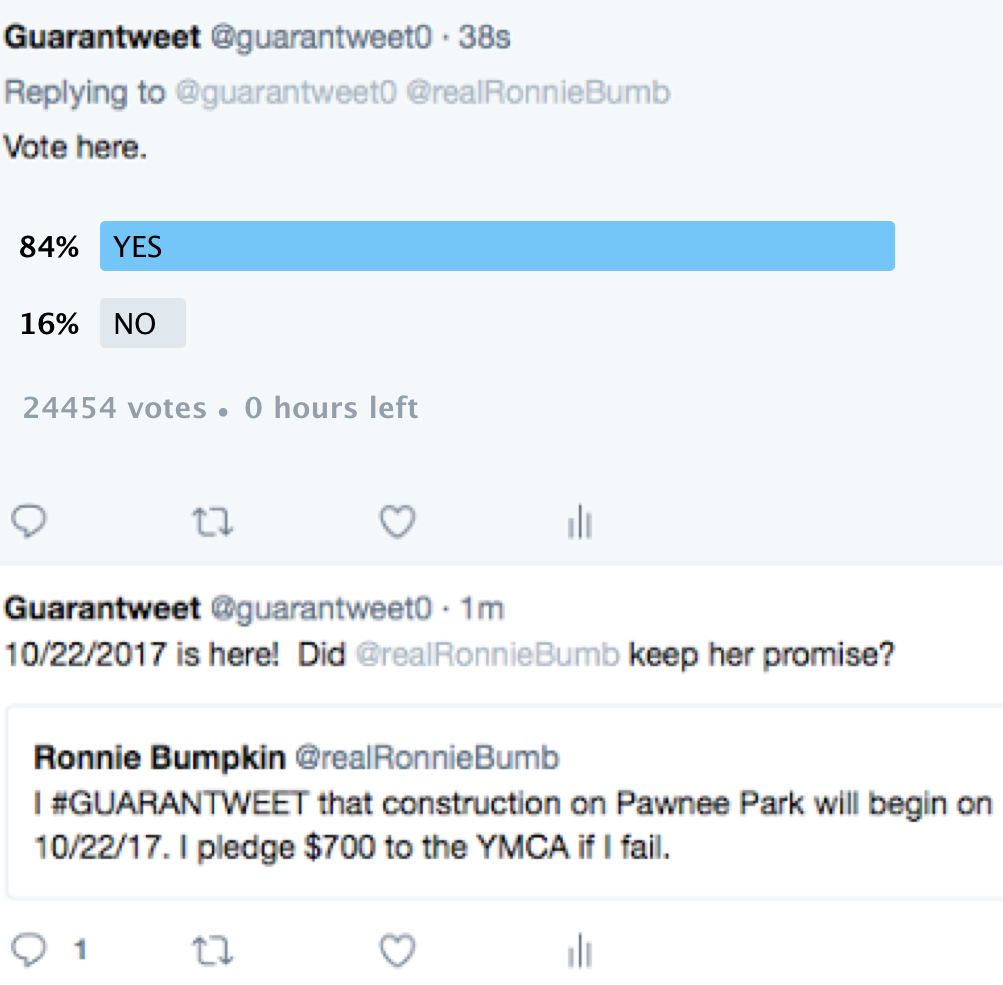 Guarantweet @guarantweet0 · 38s
Replying to @guarantweet0 @realRonnieBumb
Vote here.
84% YES
16% NO
24454 votes • 0 hours left
Guarantweet @guarantweet0 · 1m
10/22/2017 is here!  Did @realRonnieBumb keep her promise?
Ronnie Bumpkin @realRonnieBumb
I #GUARANTWEET that construction on Pawnee Park will begin on
10/22/17. I pledge $700 to the YMCA if I fail.
1